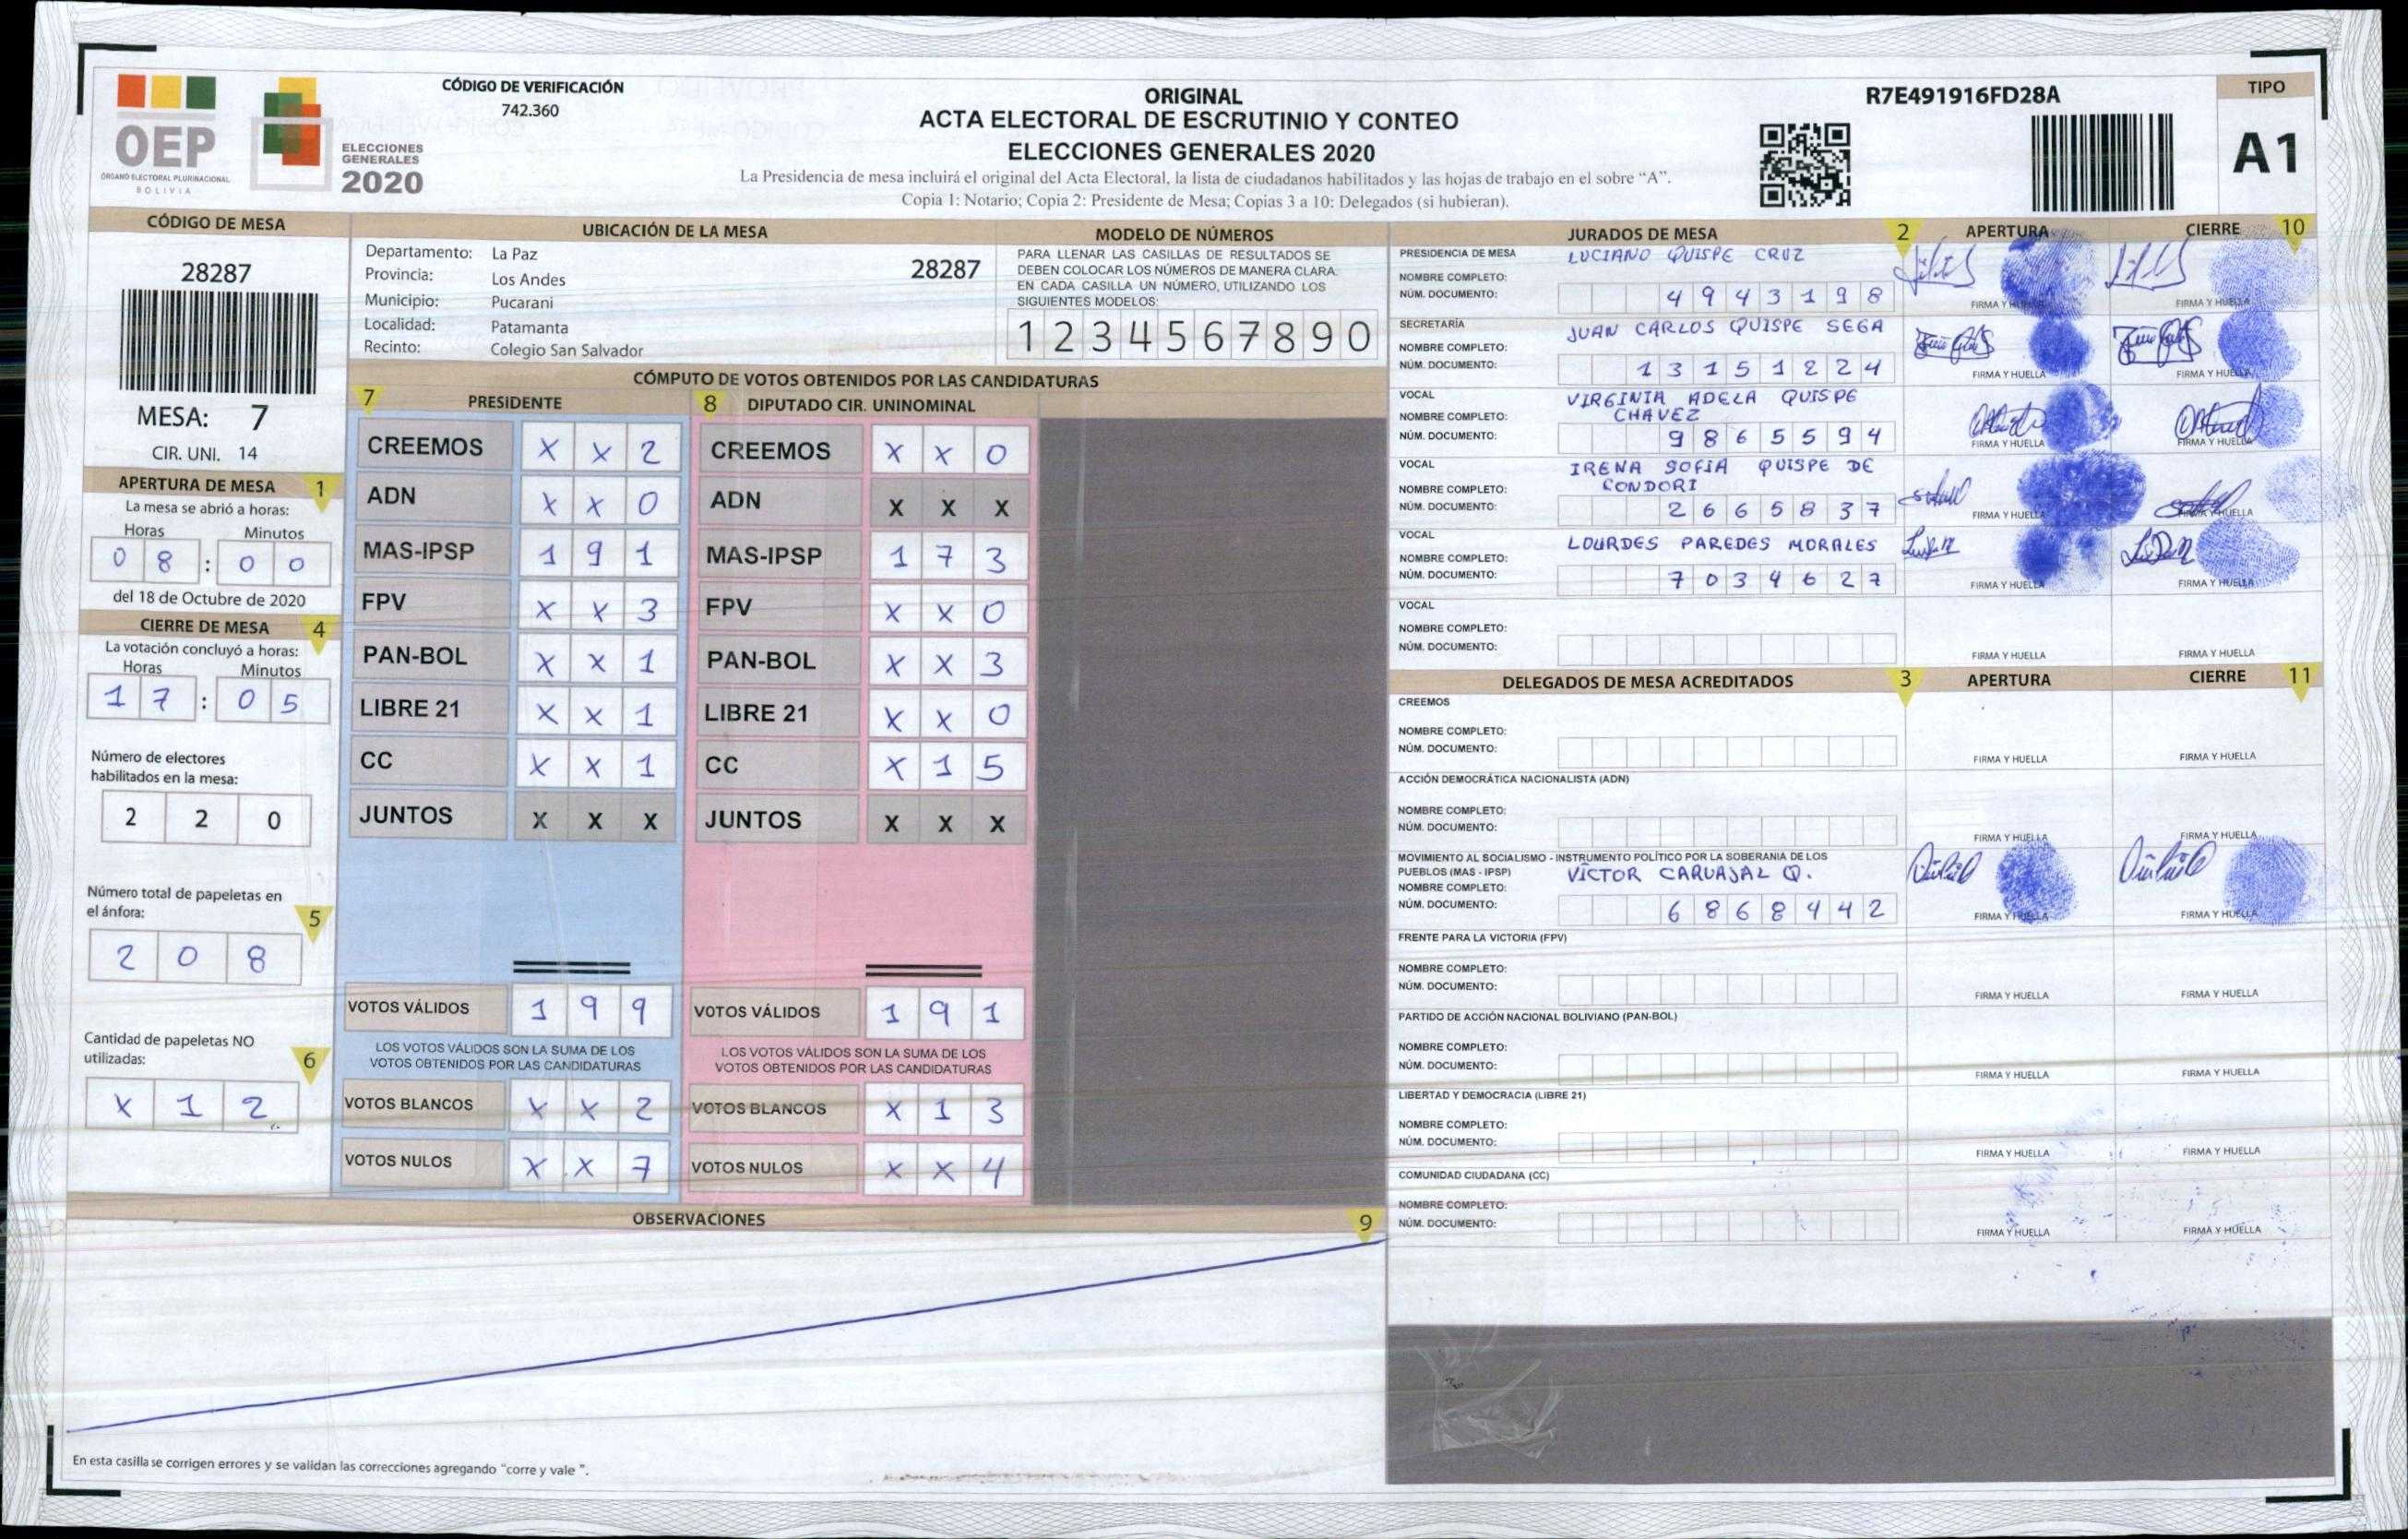 OEP
ÓRGANO ELECTORAL PLURINACIONAL
BOLIVIA
ELECCIONES
GENERALES
2020
CÓDIGO DE VERIFICACIÓN
742.360
ORIGINAL
ACTA ELECTORAL DE ESCRUTINIO Y CONTEO
ELECCIONES GENERALES 2020
La Presidencia de mesa incluirá el original del Acta Electoral, la lista de ciudadanos habilitados y las hojas de trabajo en el sobre “A”.
Copia 1: Notario; Copia 2: Presidente de Mesa; Copias 3 a 10: Delegados (si hubieran).
R7E491916FD28A
TIPO
A1
CÓDIGO DE MESA
28287
MESA: 7
CIR. UNI. 14
APERTURA DE MESA 1
La mesa se abrió a horas:
Horas Minutos
0 8 : 0 0
del 18 de Octubre de 2020
CIERRE DE MESA 4
La votación concluyó a horas:
Horas Minutos
1 7 : 0 5
Número de electores
habilitados en la mesa:
2 2 0
Número total de papeletas en
el ánfora: 5
2 0 8
Cantidad de papeletas NO
utilizadas: 6
X 1 2
UBICACIÓN DE LA MESA
Departamento: La Paz
28287
Provincia: Los Andes
Municipio: Pucarani
Localidad: Patamanta
Recinto: Colegio San Salvador
MODELO DE NÚMEROS
PARA LLENAR LAS CASILLAS DE RESULTADOS SE
DEBEN COLOCAR LOS NÚMEROS DE MANERA CLARA.
EN CADA CASILLA UN NÚMERO, UTILIZANDO LOS
SIGUIENTES MODELOS:
1 2 3 4 5 6 7 8 9 0
CÓMPUTO DE VOTOS OBTENIDOS POR LAS CANDIDATURAS
7 PRESIDENTE
CREEMOS X X 2
ADN X X 0
MAS-IPSP 1 9 1
FPV X X 3
PAN-BOL X X 1
LIBRE 21 X X 1
CC X X 1
JUNTOS X X X
VOTOS VÁLIDOS 1 9 9
LOS VOTOS VÁLIDOS SON LA SUMA DE LOS
VOTOS OBTENIDOS POR LAS CANDIDATURAS
VOTOS BLANCOS X X 2
VOTOS NULOS X X 7
8 DIPUTADO CIR. UNINOMINAL
CREEMOS X X 0
ADN X X X
MAS-IPSP 1 7 3
FPV X X 0
PAN-BOL X X 3
LIBRE 21 X X 0
CC X 1 5
JUNTOS X X X
VOTOS VÁLIDOS 1 9 1
LOS VOTOS VÁLIDOS SON LA SUMA DE LOS
VOTOS OBTENIDOS POR LAS CANDIDATURAS
VOTOS BLANCOS X 1 3
VOTOS NULOS X X 4
OBSERVACIONES 9
En esta casilla se corrigen errores y se validan las correcciones agregando “corre y vale ”.
JURADOS DE MESA 2 APERTURA CIERRE 10
PRESIDENCIA DE MESA LUCIANO QUISPE CRUZ
NOMBRE COMPLETO:
NÚM. DOCUMENTO: 4 9 4 3 1 9 8
FIRMA Y HUELLA FIRMA Y HUELLA
SECRETARÍA JUAN CARLOS QUISPE SEGA
NOMBRE COMPLETO:
NÚM. DOCUMENTO: 1 3 1 5 1 2 2 4
FIRMA Y HUELLA FIRMA Y HUELLA
VOCAL VIRGINIA ADELA QUISPE
NOMBRE COMPLETO: CHAVEZ
NÚM. DOCUMENTO: 9 8 6 5 5 9 4
FIRMA Y HUELLA FIRMA Y HUELLA
VOCAL IRENA SOFIA QUISPE DE
NOMBRE COMPLETO: CONDORI
NÚM. DOCUMENTO: 2 6 6 5 8 3 7
FIRMA Y HUELLA FIRMA Y HUELLA
VOCAL LOURDES PAREDES MORALES
NOMBRE COMPLETO:
NÚM. DOCUMENTO: 7 0 3 4 6 2 7
FIRMA Y HUELLA FIRMA Y HUELLA
VOCAL
NOMBRE COMPLETO:
NÚM. DOCUMENTO:
FIRMA Y HUELLA FIRMA Y HUELLA
DELEGADOS DE MESA ACREDITADOS 3 APERTURA CIERRE 11
CREEMOS
NOMBRE COMPLETO:
NÚM. DOCUMENTO:
FIRMA Y HUELLA FIRMA Y HUELLA
ACCIÓN DEMOCRÁTICA NACIONALISTA (ADN)
NOMBRE COMPLETO:
NÚM. DOCUMENTO:
FIRMA Y HUELLA FIRMA Y HUELLA
MOVIMIENTO AL SOCIALISMO - INSTRUMENTO POLÍTICO POR LA SOBERANIA DE LOS
PUEBLOS (MAS - IPSP) VÍCTOR CARVAJAL Q.
NOMBRE COMPLETO:
NÚM. DOCUMENTO: 6 8 6 8 4 4 2
FIRMA Y HUELLA FIRMA Y HUELLA
FRENTE PARA LA VICTORIA (FPV)
NOMBRE COMPLETO:
NÚM. DOCUMENTO:
FIRMA Y HUELLA FIRMA Y HUELLA
PARTIDO DE ACCIÓN NACIONAL BOLIVIANO (PAN-BOL)
NOMBRE COMPLETO:
NÚM. DOCUMENTO:
FIRMA Y HUELLA FIRMA Y HUELLA
LIBERTAD Y DEMOCRACIA (LIBRE 21)
NOMBRE COMPLETO:
NÚM. DOCUMENTO:
FIRMA Y HUELLA FIRMA Y HUELLA
COMUNIDAD CIUDADANA (CC)
NOMBRE COMPLETO:
NÚM. DOCUMENTO:
FIRMA Y HUELLA FIRMA Y HUELLA